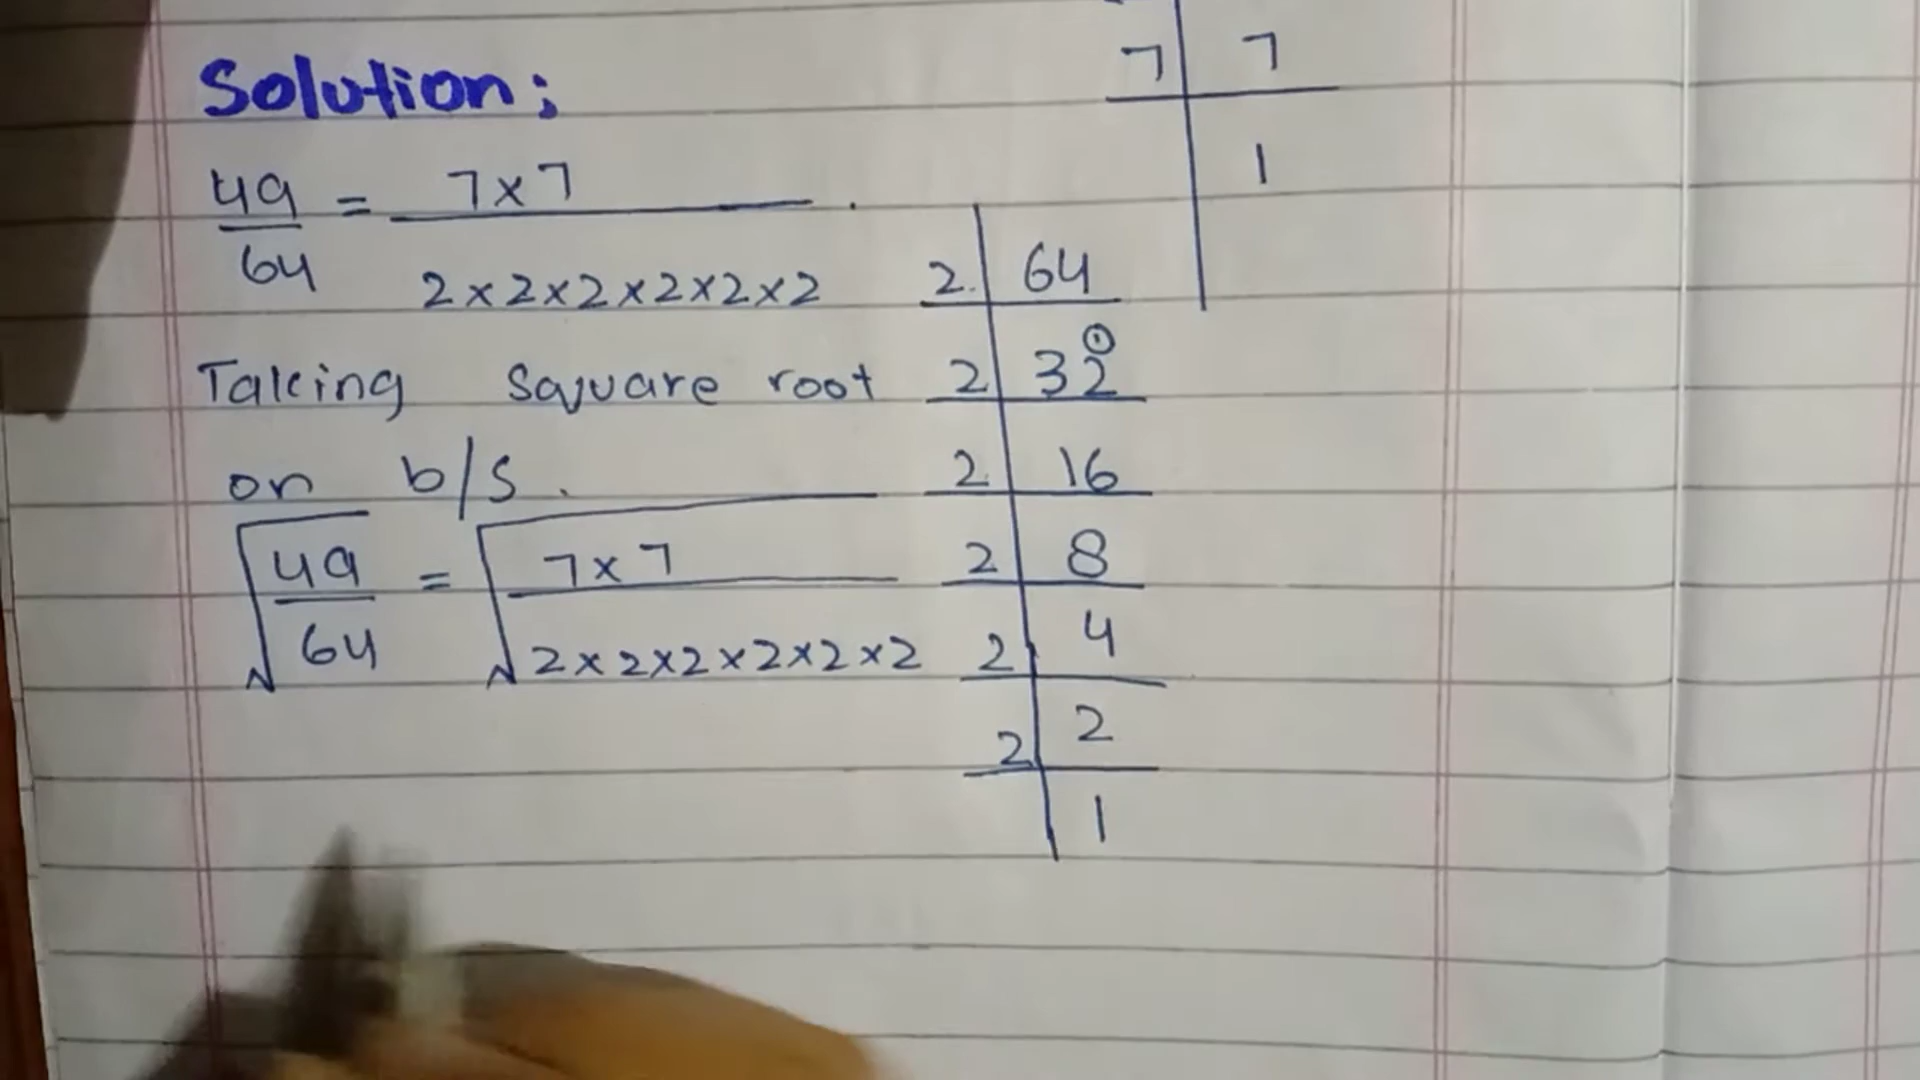 Solution:
49/64 = 7×7 / 2×2×2×2×2×2
Taking Square root
on b/s.
√49/64 = √7×7 / 2×2×2×2×2×2
7 | 7
1
2 | 64
2 | 32
2 | 16
2 | 8
2 | 4
2 | 2
1